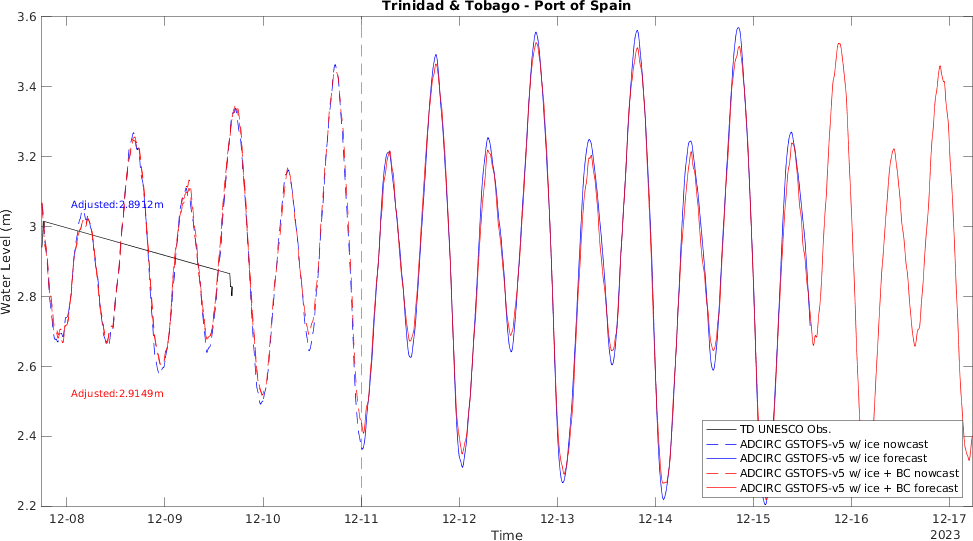 Trinidad & Tobago - Port of Spain
3.6
3.4
3.2
3
2.8
2.6
2.4
2.2
Water Level (m)
Adjusted:2.8912m
Adjusted:2.9149m
TD UNESCO Obs.
ADCIRC GSTOFS-v5 w/ ice nowcast
ADCIRC GSTOFS-v5 w/ ice forecast
ADCIRC GSTOFS-v5 w/ ice + BC nowcast
ADCIRC GSTOFS-v5 w/ ice + BC forecast
12-08 12-09 12-10 12-11 12-12 12-13 12-14 12-15 12-16 12-17
Time
2023